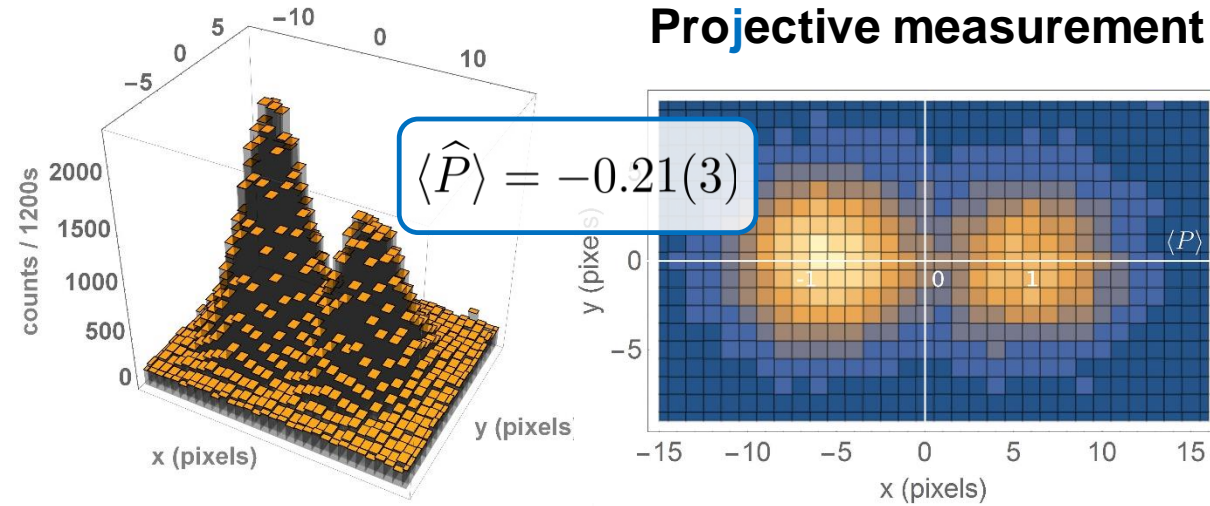 Projective measurement
−10
0
10
5
0
−5
2000
1500
1000
500
0
counts / 1200s
x (pixels)
y (pixels
⟨P̂⟩ = −0.21(3)
0
−5
y (pixels)
⟨P⟩
-1
0
1
−15 −10 −5 0 5 10 15
x (pixels)